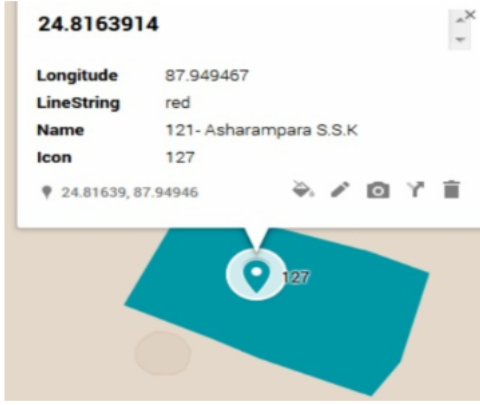 24.8163914
Longitude 87.949467
LineString red
Name 121- Asharampara S.S.K
Icon 127
24.81639, 87.94946
127